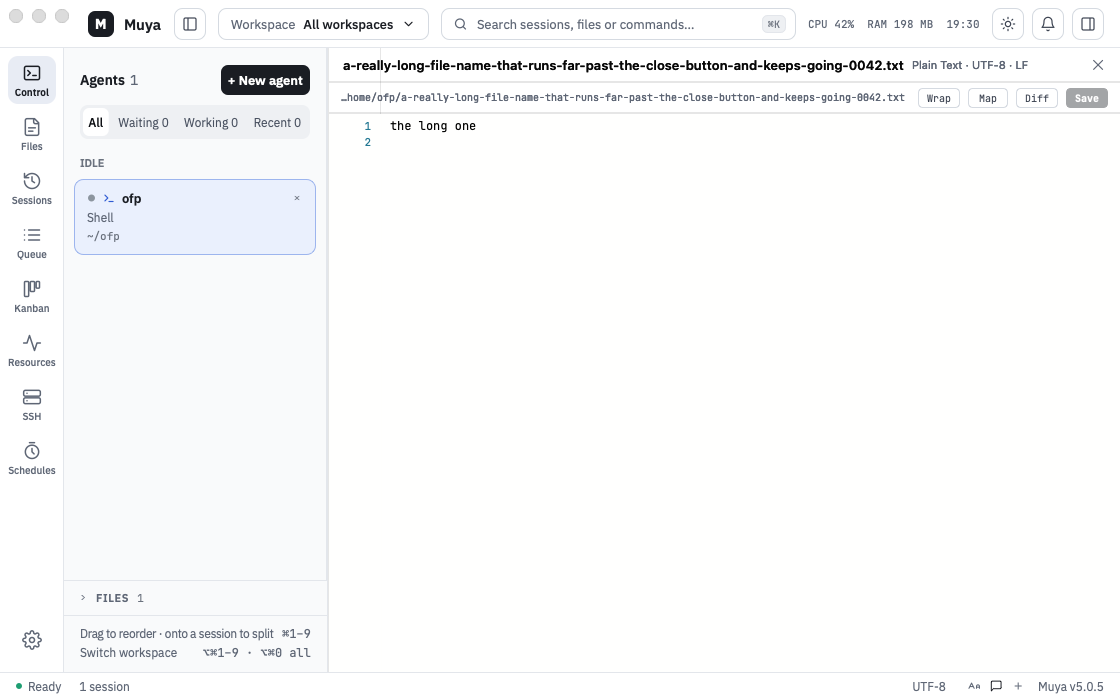 M Muya Workspace All workspaces Search sessions, files or commands... ⌘K CPU 42% RAM 198 MB 19:30
Control
Files
Sessions
Queue
Kanban
Resources
SSH
Schedules
Agents 1 + New agent
All Waiting 0 Working 0 Recent 0
IDLE
ofp ×
Shell
~/ofp
› FILES 1
Drag to reorder · onto a session to split ⌘1–9
Switch workspace ⌥⌘1–9 · ⌥⌘0 all
a-really-long-file-name-that-runs-far-past-the-close-button-and-keeps-going-0042.txt Plain Text · UTF-8 · LF
…home/ofp/a-really-long-file-name-that-runs-far-past-the-close-button-and-keeps-going-0042.txt Wrap Map Diff Save
1 the long one
2
Ready 1 session UTF-8 AA + Muya v5.0.5